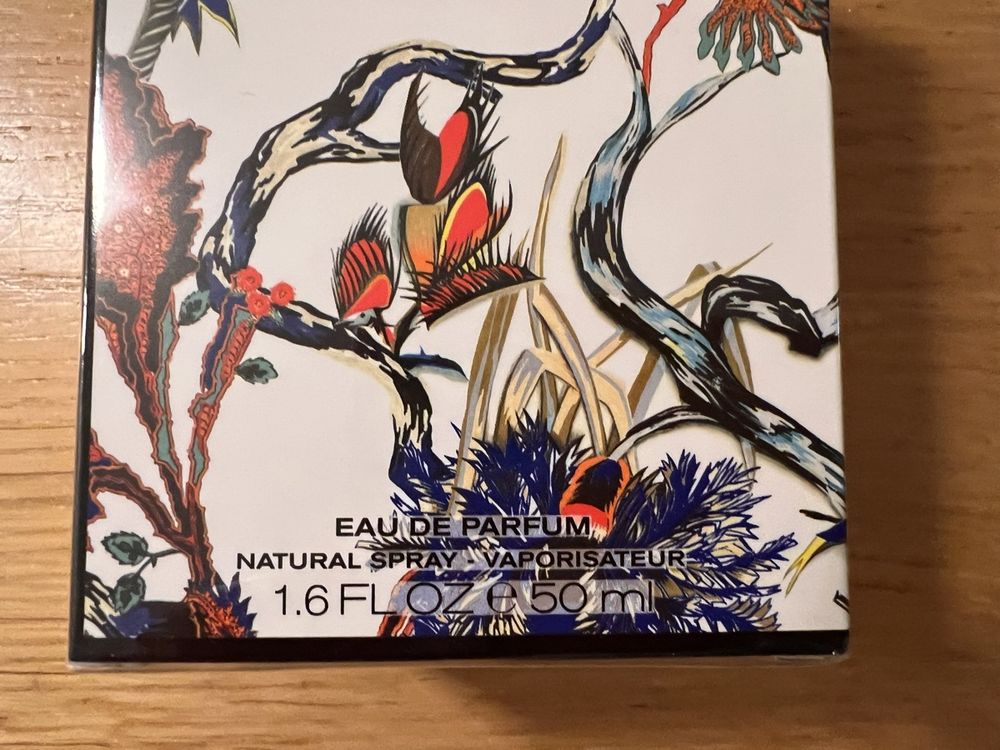 EAU DE PARFUM
NATURAL SPRAY - VAPORISATEUR
1.6 FL OZ e 50 ml